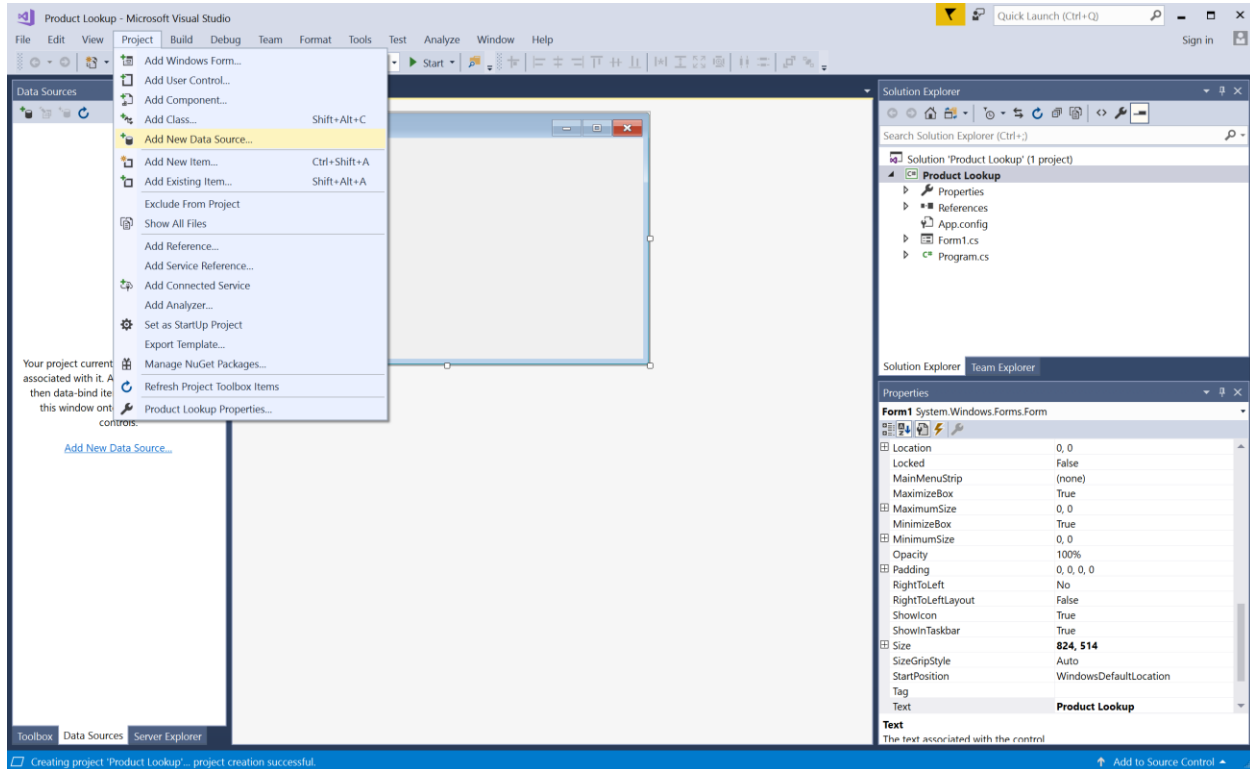 Product Lookup - Microsoft Visual Studio
Quick Launch (Ctrl+Q)
File Edit View Project Build Debug Team Format Tools Test Analyze Window Help
Sign in
Start
Data Sources
Add Windows Form...
Add User Control...
Add Component...
Add Class... Shift+Alt+C
Add New Data Source...
Add New Item... Ctrl+Shift+A
Add Existing Item... Shift+Alt+A
Exclude From Project
Show All Files
Add Reference...
Add Service Reference...
Add Connected Service
Add Analyzer...
Set as StartUp Project
Export Template...
Manage NuGet Packages...
Refresh Project Toolbox Items
Product Lookup Properties...
Your project current
associated with it. A
then data-bind ite
this window ont
controls.
Add New Data Source...
Toolbox Data Sources Server Explorer
Solution Explorer
Search Solution Explorer (Ctrl+;)
Solution 'Product Lookup' (1 project)
C# Product Lookup
Properties
References
App.config
Form1.cs
C# Program.cs
Solution Explorer Team Explorer
Properties
Form1 System.Windows.Forms.Form
Location 0, 0
Locked False
MainMenuStrip (none)
MaximizeBox True
MaximumSize 0, 0
MinimizeBox True
MinimumSize 0, 0
Opacity 100%
Padding 0, 0, 0, 0
RightToLeft No
RightToLeftLayout False
ShowIcon True
ShowInTaskbar True
Size 824, 514
SizeGripStyle Auto
StartPosition WindowsDefaultLocation
Tag
Text Product Lookup
Text
The text associated with the control
Creating project 'Product Lookup'... project creation successful.
Add to Source Control